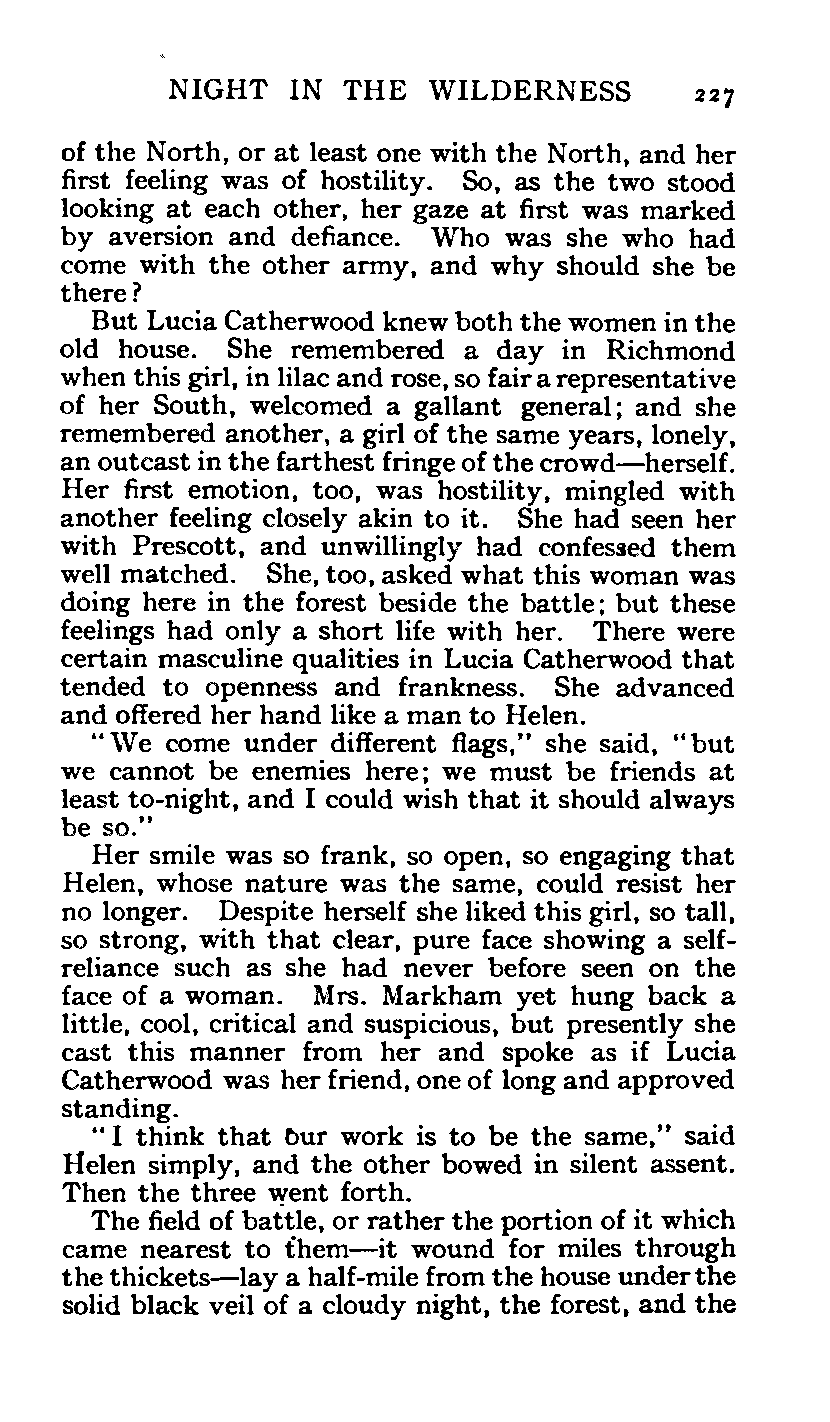 NIGHT IN THE WILDERNESS 227
of the North, or at least one with the North, and her
first feeling was of hostility. So, as the two stood
looking at each other, her gaze at first was marked
by aversion and defiance. Who was she who had
come with the other army, and why should she be
there?
But Lucia Catherwood knew both the women in the
old house. She remembered a day in Richmond
when this girl, in lilac and rose, so fair a representative
of her South, welcomed a gallant general; and she
remembered another, a girl of the same years, lonely,
an outcast in the farthest fringe of the crowd—herself.
Her first emotion, too, was hostility, mingled with
another feeling closely akin to it. She had seen her
with Prescott, and unwillingly had confessed them
well matched. She, too, asked what this woman was
doing here in the forest beside the battle; but these
feelings had only a short life with her. There were
certain masculine qualities in Lucia Catherwood that
tended to openness and frankness. She advanced
and offered her hand like a man to Helen.
"We come under different flags," she said, "but
we cannot be enemies here; we must be friends at
least to-night, and I could wish that it should always
be so."
Her smile was so frank, so open, so engaging that
Helen, whose nature was the same, could resist her
no longer. Despite herself she liked this girl, so tall,
so strong, with that clear, pure face showing a self-
reliance such as she had never before seen on the
face of a woman. Mrs. Markham yet hung back a
little, cool, critical and suspicious, but presently she
cast this manner from her and spoke as if Lucia
Catherwood was her friend, one of long and approved
standing.
"I think that our work is to be the same," said
Helen simply, and the other bowed in silent assent.
Then the three went forth.
The field of battle, or rather the portion of it which
came nearest to them—it wound for miles through
the thickets—lay a half-mile from the house under the
solid black veil of a cloudy night, the forest, and the